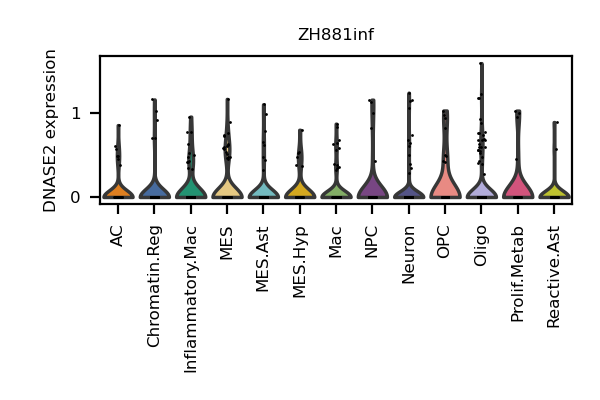 ZH881inf
DNASE2 expression
1
0
AC
Chromatin.Reg
Inflammatory.Mac
MES
MES.Ast
MES.Hyp
Mac
NPC
Neuron
OPC
Oligo
Prolif.Metab
Reactive.Ast